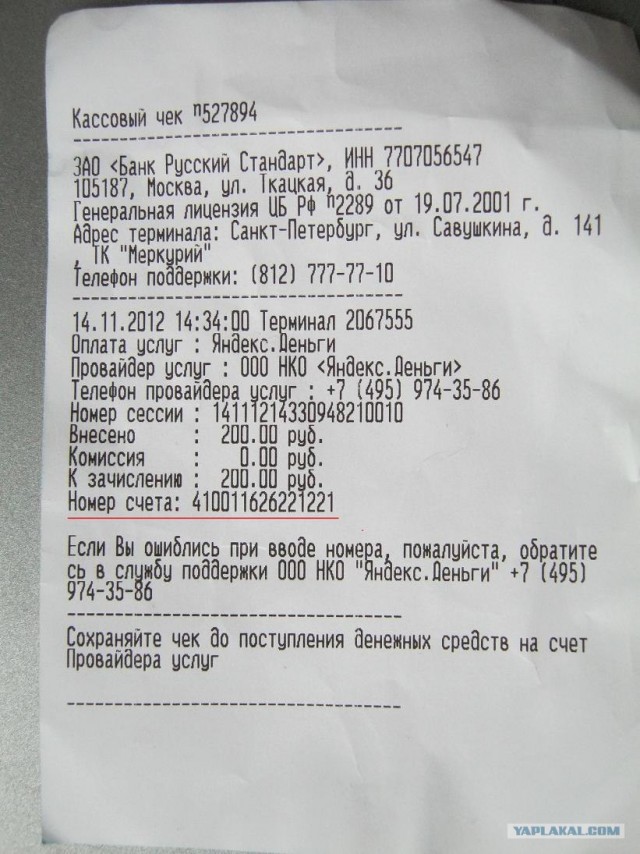 Кассовый чек n527894
------------------------------------
ЗАО <Банк Русский Стандарт>, ИНН 7707056547
105187, Москва, ул. Ткацкая, д. 36
Генеральная лицензия ЦБ РФ n2289 от 19.07.2001 г.
Адрес терминала: Санкт-Петербург, ул. Савушкина, д. 141
, ТК "Меркурий"
Телефон поддержки: (812) 777-77-10
------------------------------------
14.11.2012 14:34:00 Терминал 2067555
Оплата услуг : Яндекс.Деньги
Провайдер услуг : ООО НКО <Яндекс.Деньги>
Телефон провайдера услуг : +7 (495) 974-35-86
Номер сессии : 14111214330948210010
Внесено : 200.00 руб.
Комиссия : 0.00 руб.
К зачислению : 200.00 руб.
Номер счета: 410011626221221
Если Вы ошиблись при вводе номера, пожалуйста, обратите
сь в службу поддержки ООО НКО "Яндекс.Деньги" +7 (495)
974-35-86
------------------------------------
Сохраняйте чек до поступления денежных средств на счет
Провайдера услуг
------------------------------------
YAPLAKAL.COM